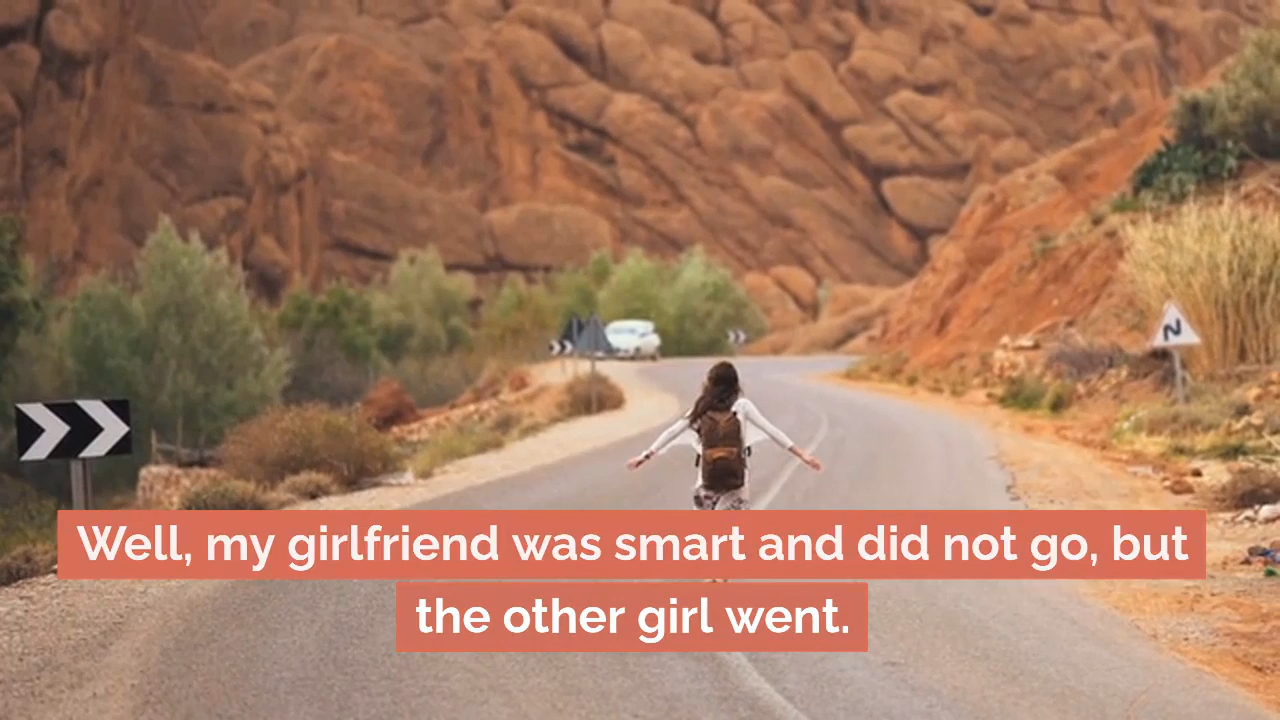 Well, my girlfriend was smart and did not go, but
the other girl went.